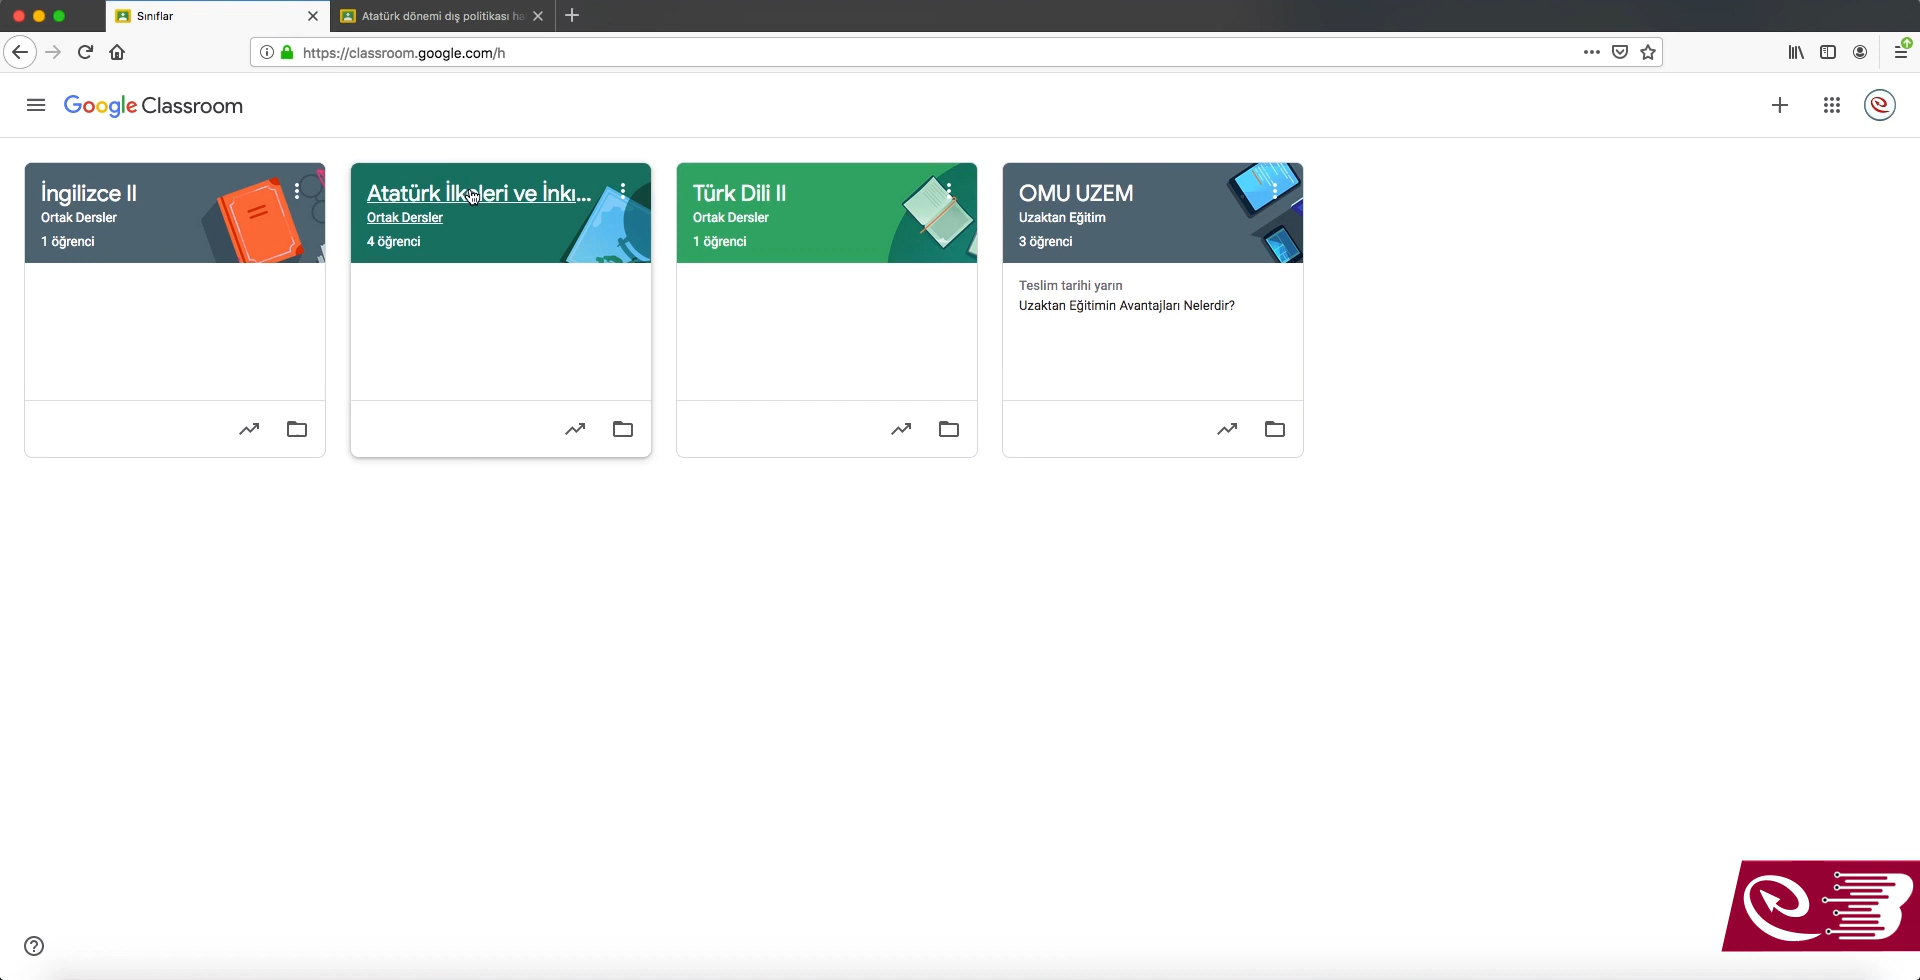 Sınıflar
Atatürk dönemi dış politikası ha
https://classroom.google.com/h
Google Classroom
İngilizce II
Ortak Dersler
1 öğrenci
Atatürk İlkeleri ve İnkı...
Ortak Dersler
4 öğrenci
Türk Dili II
Ortak Dersler
1 öğrenci
OMU UZEM
Uzaktan Eğitim
3 öğrenci
Teslim tarihi yarın
Uzaktan Eğitimin Avantajları Nelerdir?